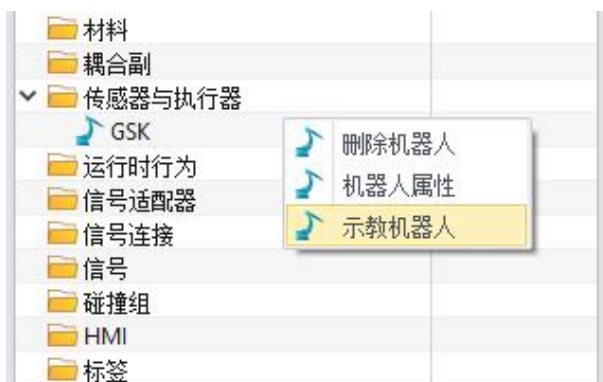 材料
耦合副
传感器与执行器
GSK
删除机器人
机器人属性
示教机器人
运行时行为
信号适配器
信号连接
信号
碰撞组
HMI
标签